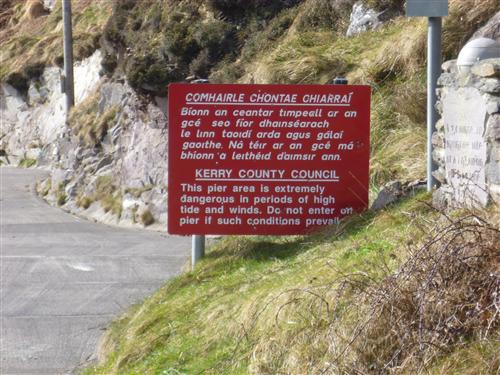 COMHAIRLE CHONTAE CHIARRAÍ
Bíonn an ceantar timpeall ar an
gcé seo fíor dhainséarach
le linn taoidí arda agus gálaí
gaoithe. Ná téir ar an gcé má
bhíonn a leithéid d'aimsir ann.
KERRY COUNTY COUNCIL
This pier area is extremely
dangerous in periods of high
tide and winds. Do not enter on
pier if such conditions prevail.